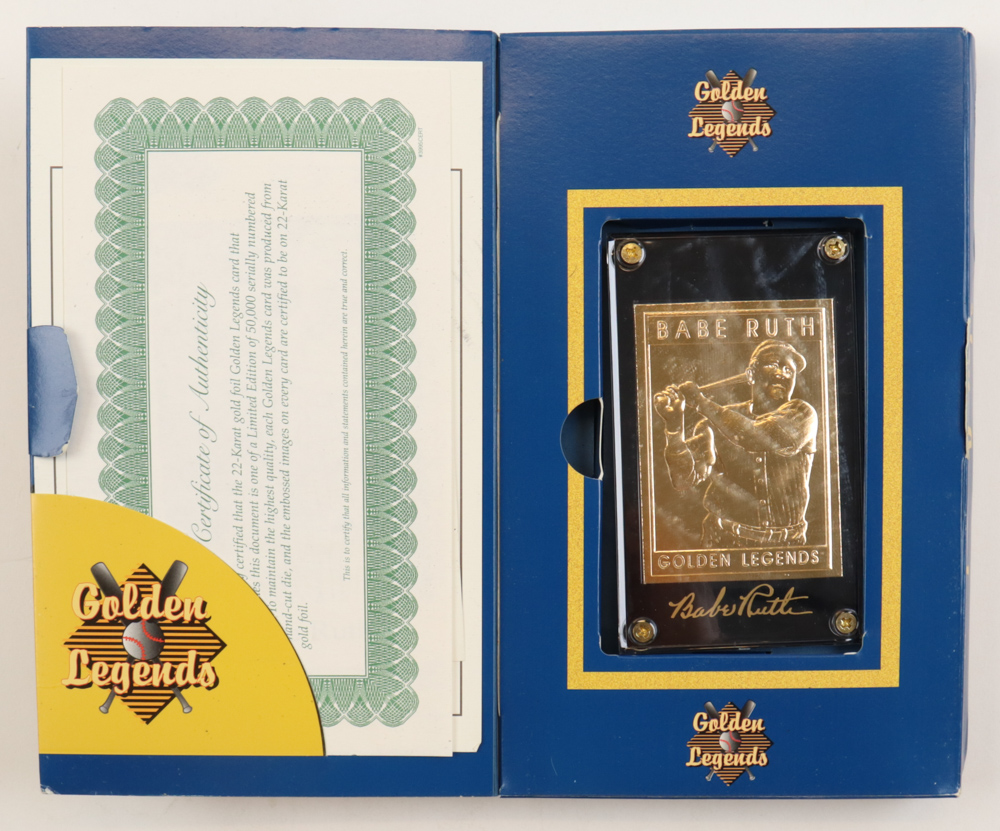 Certificate of Authenticity
certified that the 22-Karat gold foil Golden Legends card that
this document is one of a Limited Edition of 50,000 serially numbered
to maintain the highest quality, each Golden Legends card was produced from
hand-cut die, and the embossed images on every card are certified to be on 22-Karat
gold foil.
This is to certify that all information and statements contained herein are true and correct.
Golden
Legends
Golden
Legends
BABE RUTH
GOLDEN LEGENDS
Babe Ruth
Golden
Legends